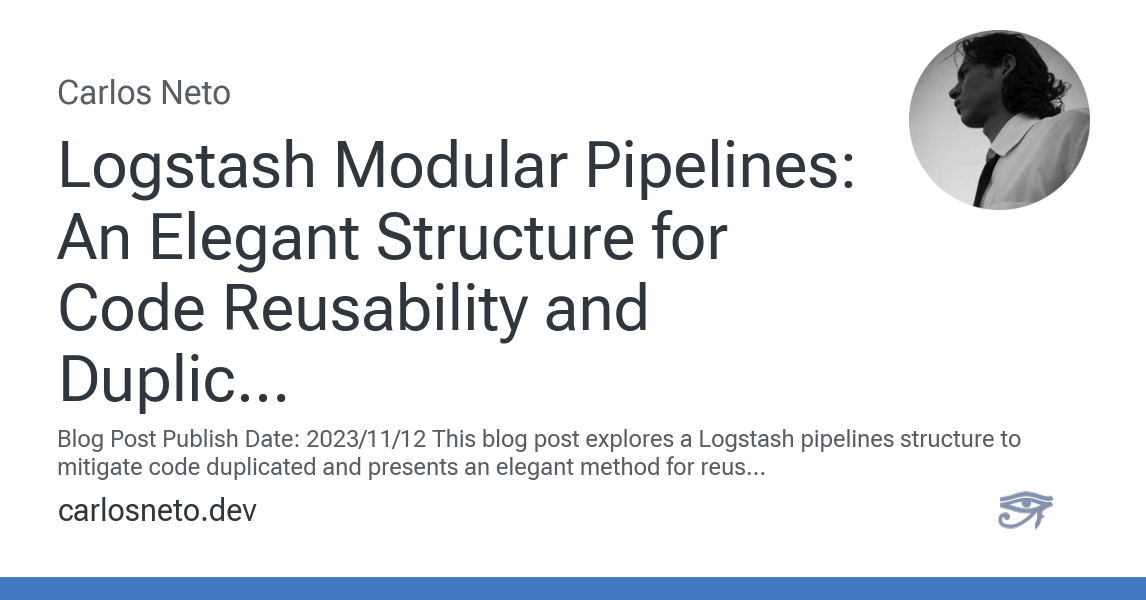 Carlos Neto
Logstash Modular Pipelines:
An Elegant Structure for
Code Reusability and
Duplic...
Blog Post Publish Date: 2023/11/12 This blog post explores a Logstash pipelines structure to
mitigate code duplicated and presents an elegant method for reus...
carlosneto.dev